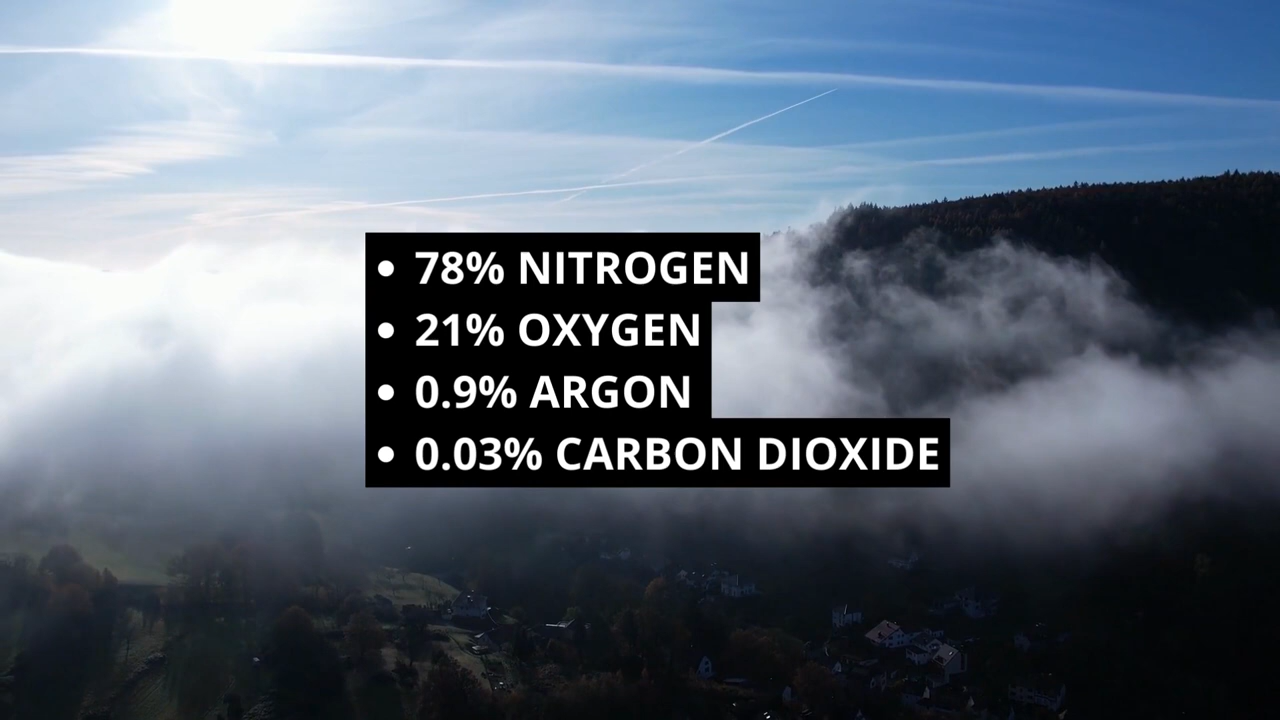 • 78% NITROGEN
• 21% OXYGEN
• 0.9% ARGON
• 0.03% CARBON DIOXIDE